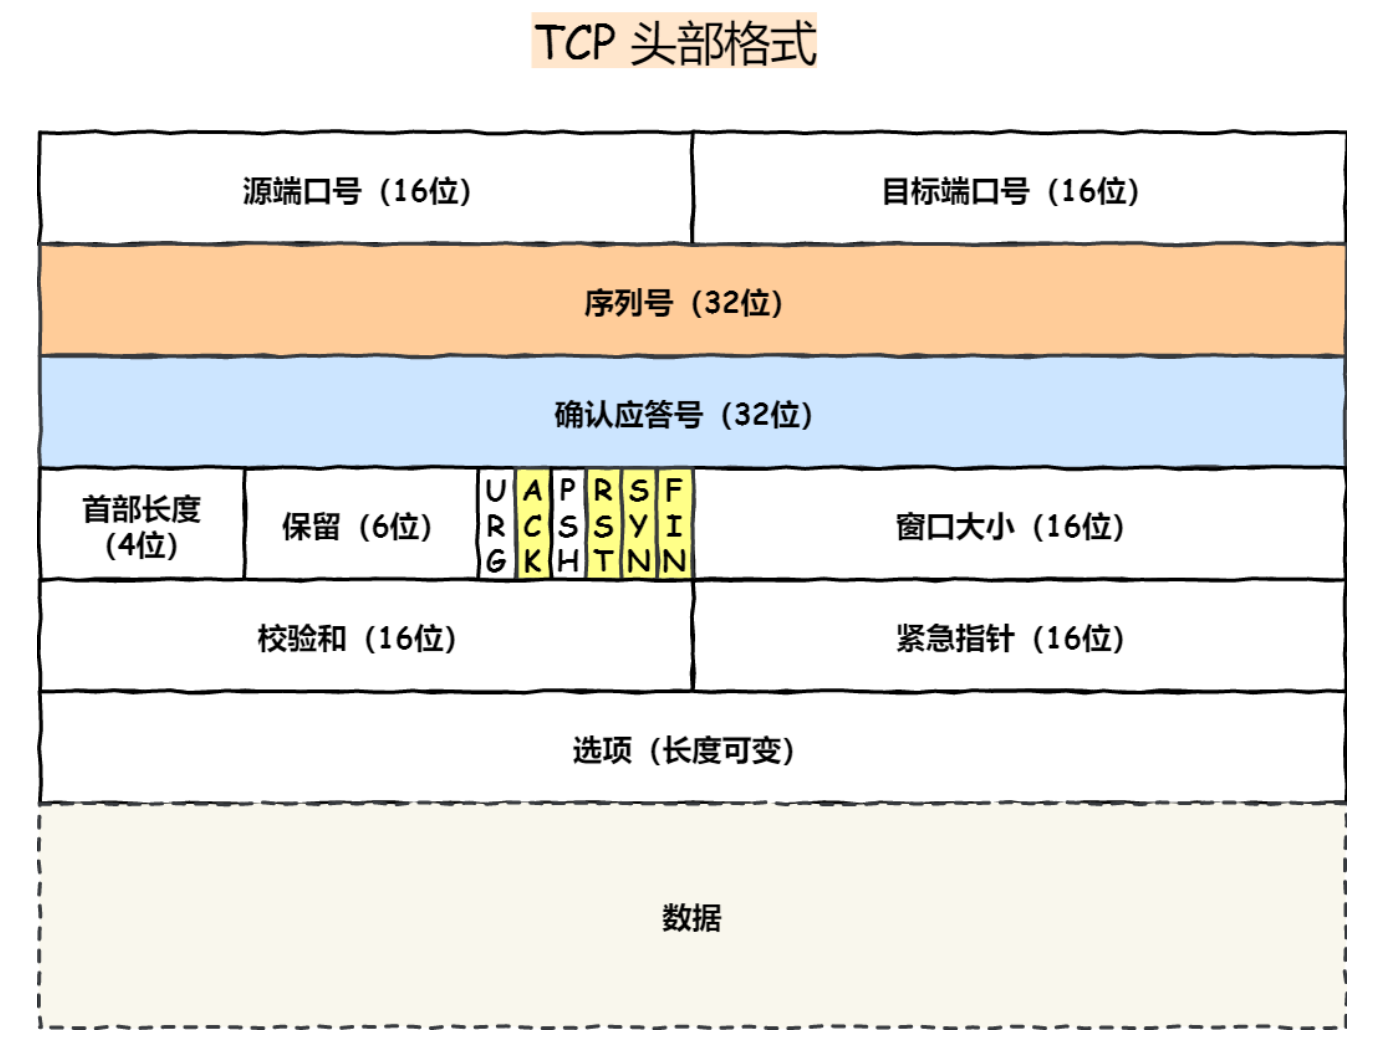 TCP 头部格式
源端口号（16位）
目标端口号（16位）
序列号（32位）
确认应答号（32位）
首部长度
（4位）
保留（6位）
URG
ACK
PSH
RST
SYN
FIN
窗口大小（16位）
校验和（16位）
紧急指针（16位）
选项（长度可变）
数据